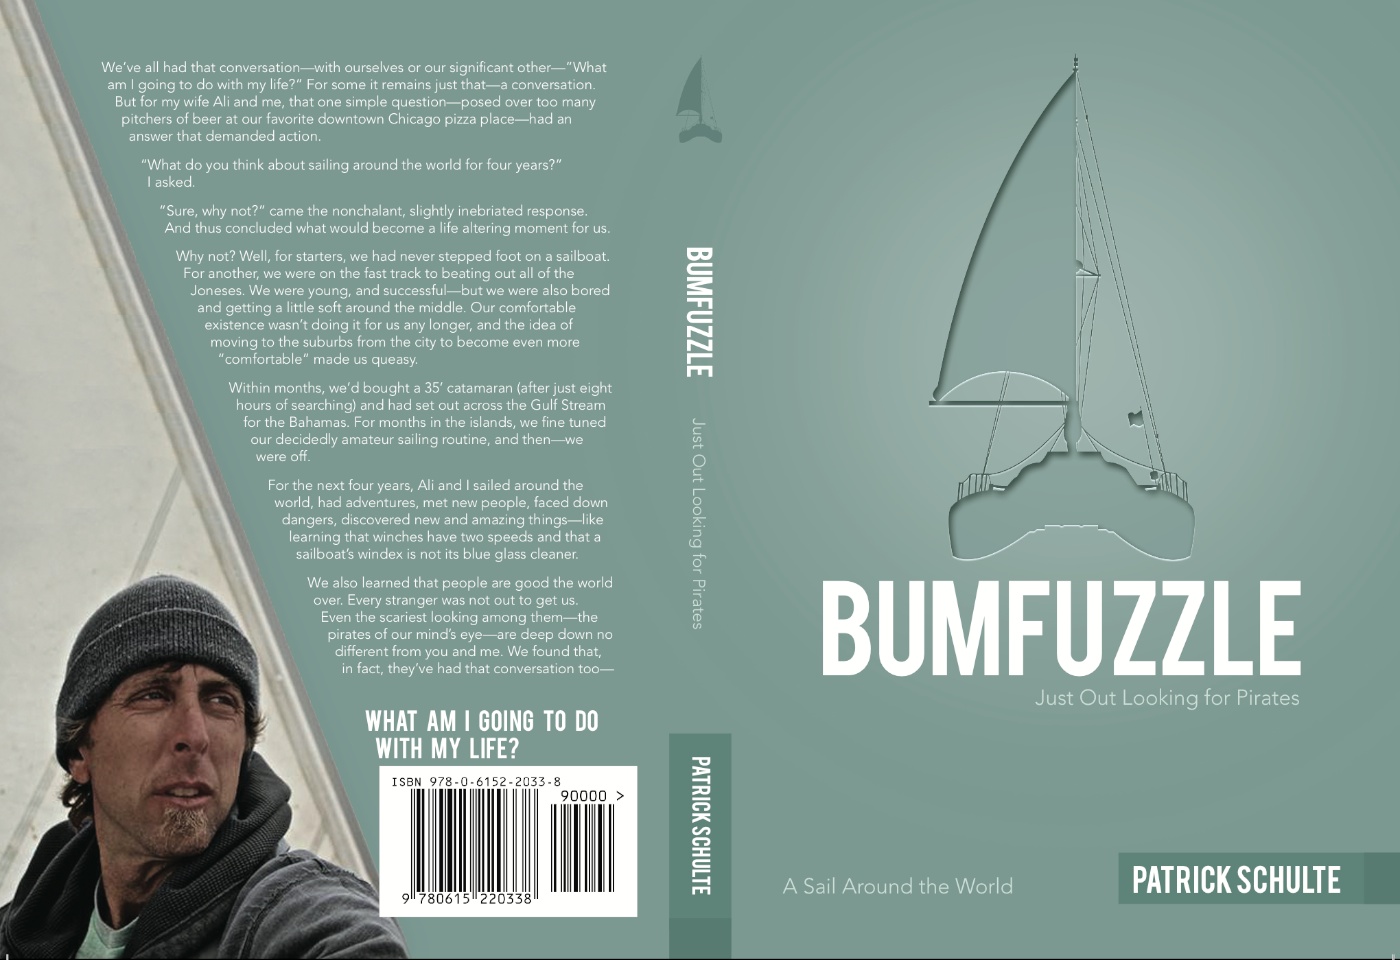 We've all had that conversation—with ourselves or our significant other—"What
am I going to do with my life?" For some it remains just that—a conversation.
But for my wife Ali and me, that one simple question—posed over too many
pitchers of beer at our favorite downtown Chicago pizza place—had an
answer that demanded action.
"What do you think about sailing around the world for four years?"
I asked.
"Sure, why not?" came the nonchalant, slightly inebriated response.
And thus concluded what would become a life altering moment for us.
Why not? Well, for starters, we had never stepped foot on a sailboat.
For another, we were on the fast track to beating out all of the
Joneses. We were young, and successful—but we were also bored
and getting a little soft around the middle. Our comfortable
existence wasn't doing it for us any longer, and the idea of
moving to the suburbs from the city to become even more
"comfortable" made us queasy.
Within months, we'd bought a 35' catamaran (after just eight
hours of searching) and had set out across the Gulf Stream
for the Bahamas. For months in the islands, we fine tuned
our decidedly amateur sailing routine, and then—we
were off.
For the next four years, Ali and I sailed around the
world, had adventures, met new people, faced down
dangers, discovered new and amazing things—like
learning that winches have two speeds and that a
sailboat's windex is not its blue glass cleaner.
We also learned that people are good the world
over. Every stranger was not out to get us.
Even the scariest looking among them—the
pirates of our mind's eye—are deep down no
different from you and me. We found that,
in fact, they've had that conversation too—
WHAT AM I GOING TO DO
WITH MY LIFE?
ISBN 978-0-6152-2033-8
90000 >
9 780615 220338
BUMFUZZLE
Just Out Looking for Pirates
PATRICK SCHULTE
BUMFUZZLE
Just Out Looking for Pirates
A Sail Around the World
PATRICK SCHULTE